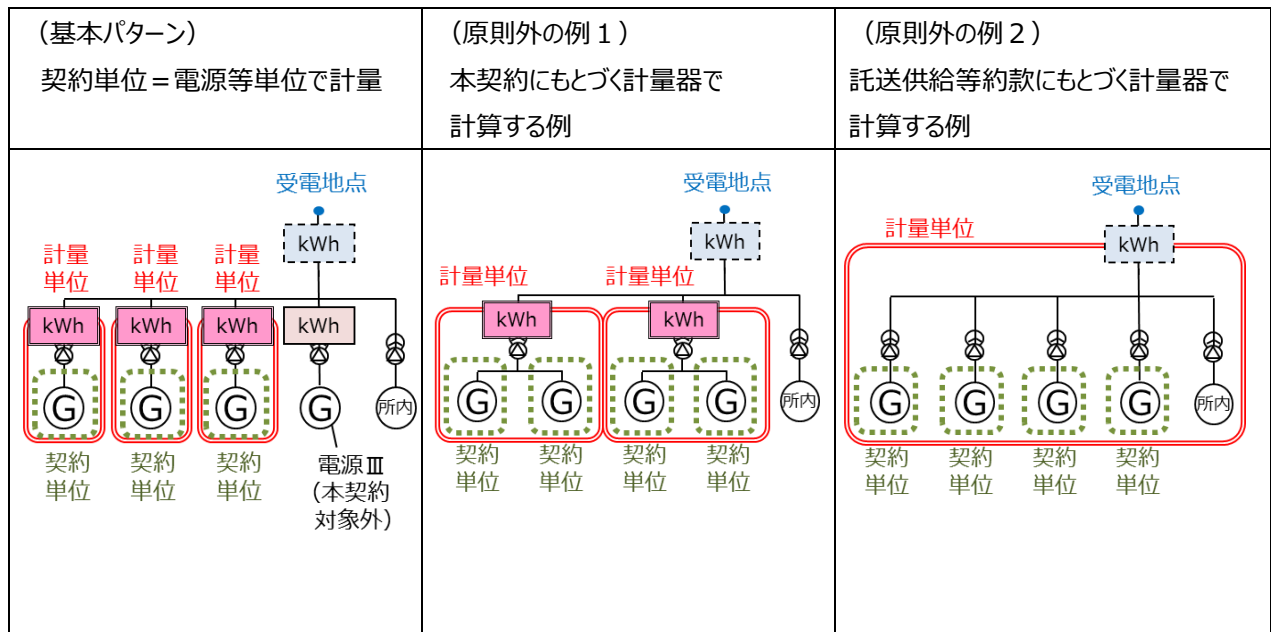 （基本パターン）
契約単位＝電源等単位で計量
（原則外の例１）
本契約にもとづく計量器で
計算する例
（原則外の例２）
託送供給等約款にもとづく計量器で
計算する例
受電地点
kWh
計量
単位
計量
単位
計量
単位
kWh
kWh
kWh
kWh
G
G
G
G
所内
契約
単位
契約
単位
契約
単位
電源Ⅲ
(本契約
対象外)
受電地点
kWh
計量単位
計量単位
kWh
kWh
G
G
G
G
所内
契約
単位
契約
単位
契約
単位
契約
単位
受電地点
計量単位
kWh
G
G
G
G
所内
契約
単位
契約
単位
契約
単位
契約
単位